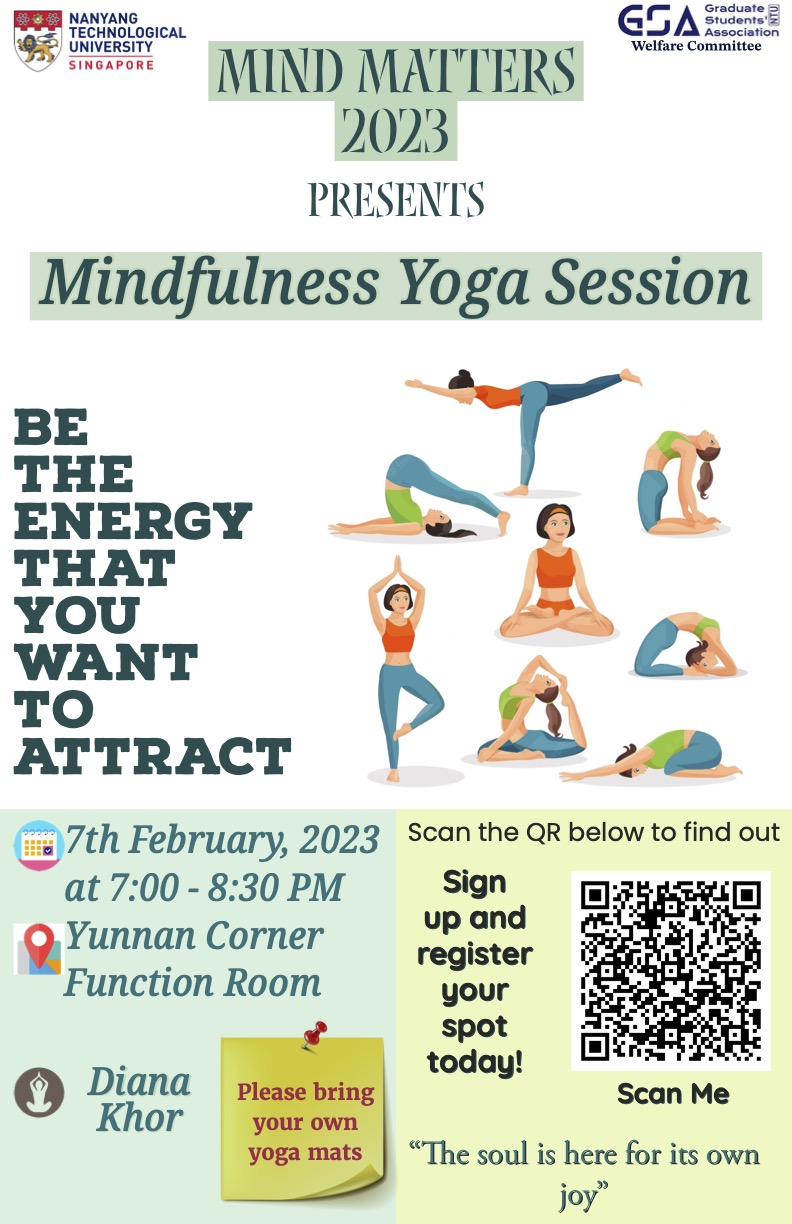 NANYANG
TECHNOLOGICAL
UNIVERSITY
SINGAPORE
GSA Graduate
Students'
Association
NTU
Welfare Committee
MIND MATTERS
2023
PRESENTS
Mindfulness Yoga Session
BE
THE
ENERGY
THAT
YOU
WANT
TO
ATTRACT
7th February, 2023
at 7:00 - 8:30 PM
Yunnan Corner
Function Room
Diana
Khor
Please bring
your own
yoga mats
Scan the QR below to find out
Sign
up and
register
your
spot
today!
Scan Me
“The soul is here for its own
joy”